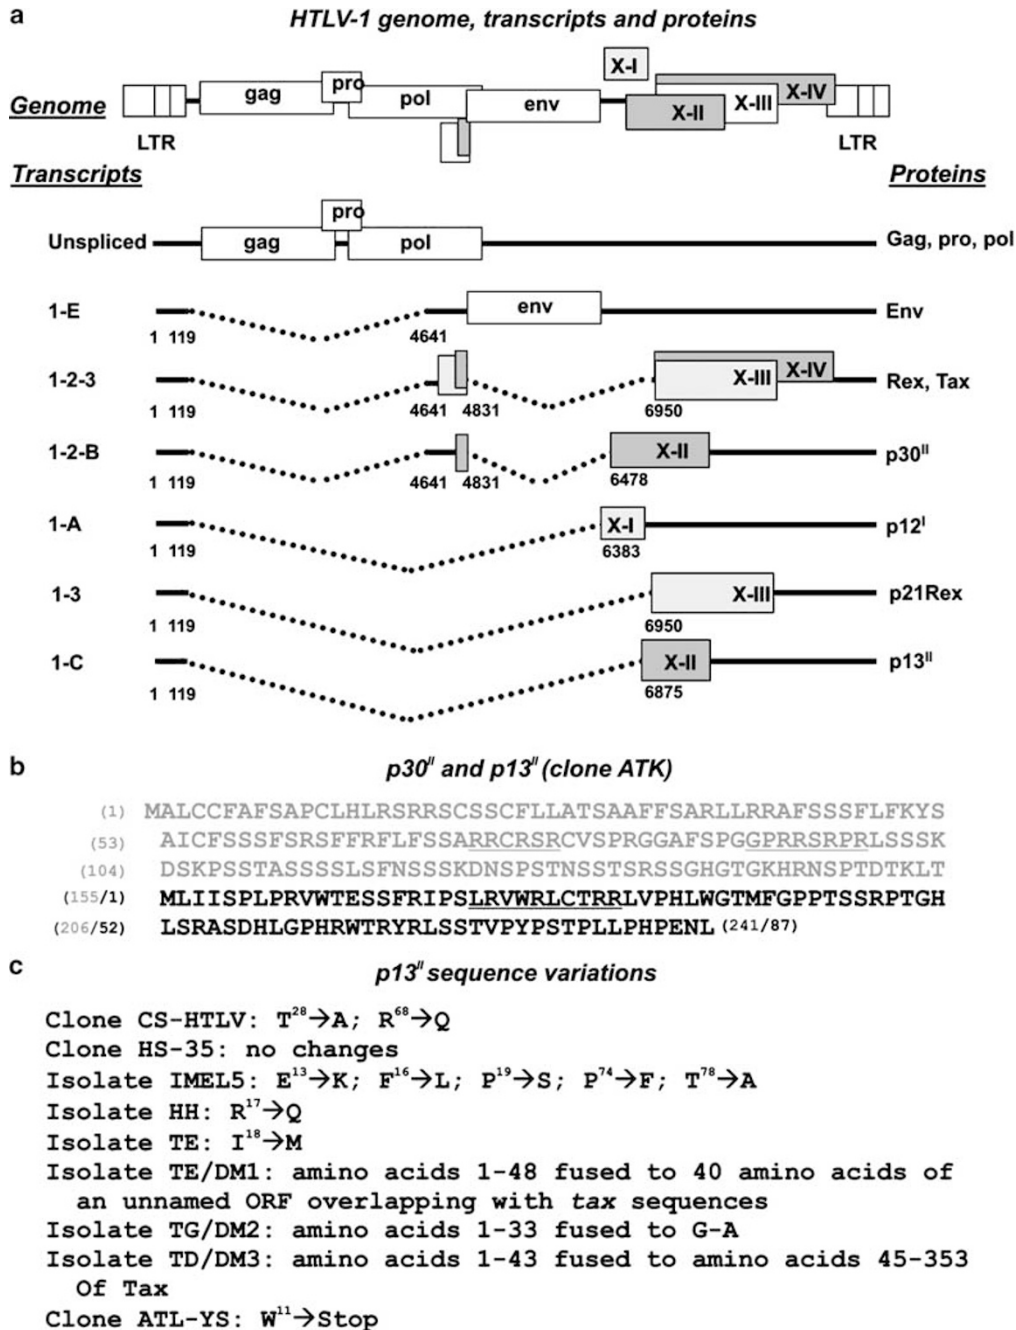 a
HTLV-1 genome, transcripts and proteins
X-I
pro
gag
pol
env
X-II
X-III
X-IV
Genome
LTR
LTR
Transcripts
Proteins
pro
Unspliced
gag
pol
Gag, pro, pol
1-E
env
Env
1 119
4641
1-2-3
X-III
X-IV
Rex, Tax
1 119
4641
4831
6950
1-2-B
X-II
p30II
1 119
4641
4831
6478
1-A
X-I
p12I
1 119
6383
1-3
X-III
p21Rex
1 119
6950
1-C
X-II
p13II
1 119
6875
b
p30II and p13II (clone ATK)
(1) MALCCFAFSAPCLHLRSRRSCSSCFLLATSAAFFSARLLRRAFSSSFLFKYS
(53) AICFSSSFSRSFFRFLFSSARRCRSRCVSPRGGAFSPGGPRRSRPRLSSSK
(104) DSKPSSTASSSSLSFNSSSKDNSPSTNSSTSRSSGHGTGKHRNSPTDTKLT
(155/1) MLIISPLPRVWTESSFRIPSLRVWRLCTRRLVPHLWGTMFGPPTSSRPTGH
(206/52) LSRASDHLGPHRWTRYRLSSTVPYPSTPLLPHPENL (241/87)
c
p13II sequence variations
Clone CS-HTLV: T28→A; R68→Q
Clone HS-35: no changes
Isolate IMEL5: E13→K; F16→L; P19→S; P74→F; T78→A
Isolate HH: R17→Q
Isolate TE: I18→M
Isolate TE/DM1: amino acids 1-48 fused to 40 amino acids of
an unnamed ORF overlapping with tax sequences
Isolate TG/DM2: amino acids 1-33 fused to G-A
Isolate TD/DM3: amino acids 1-43 fused to amino acids 45-353
Of Tax
Clone ATL-YS: W11→Stop